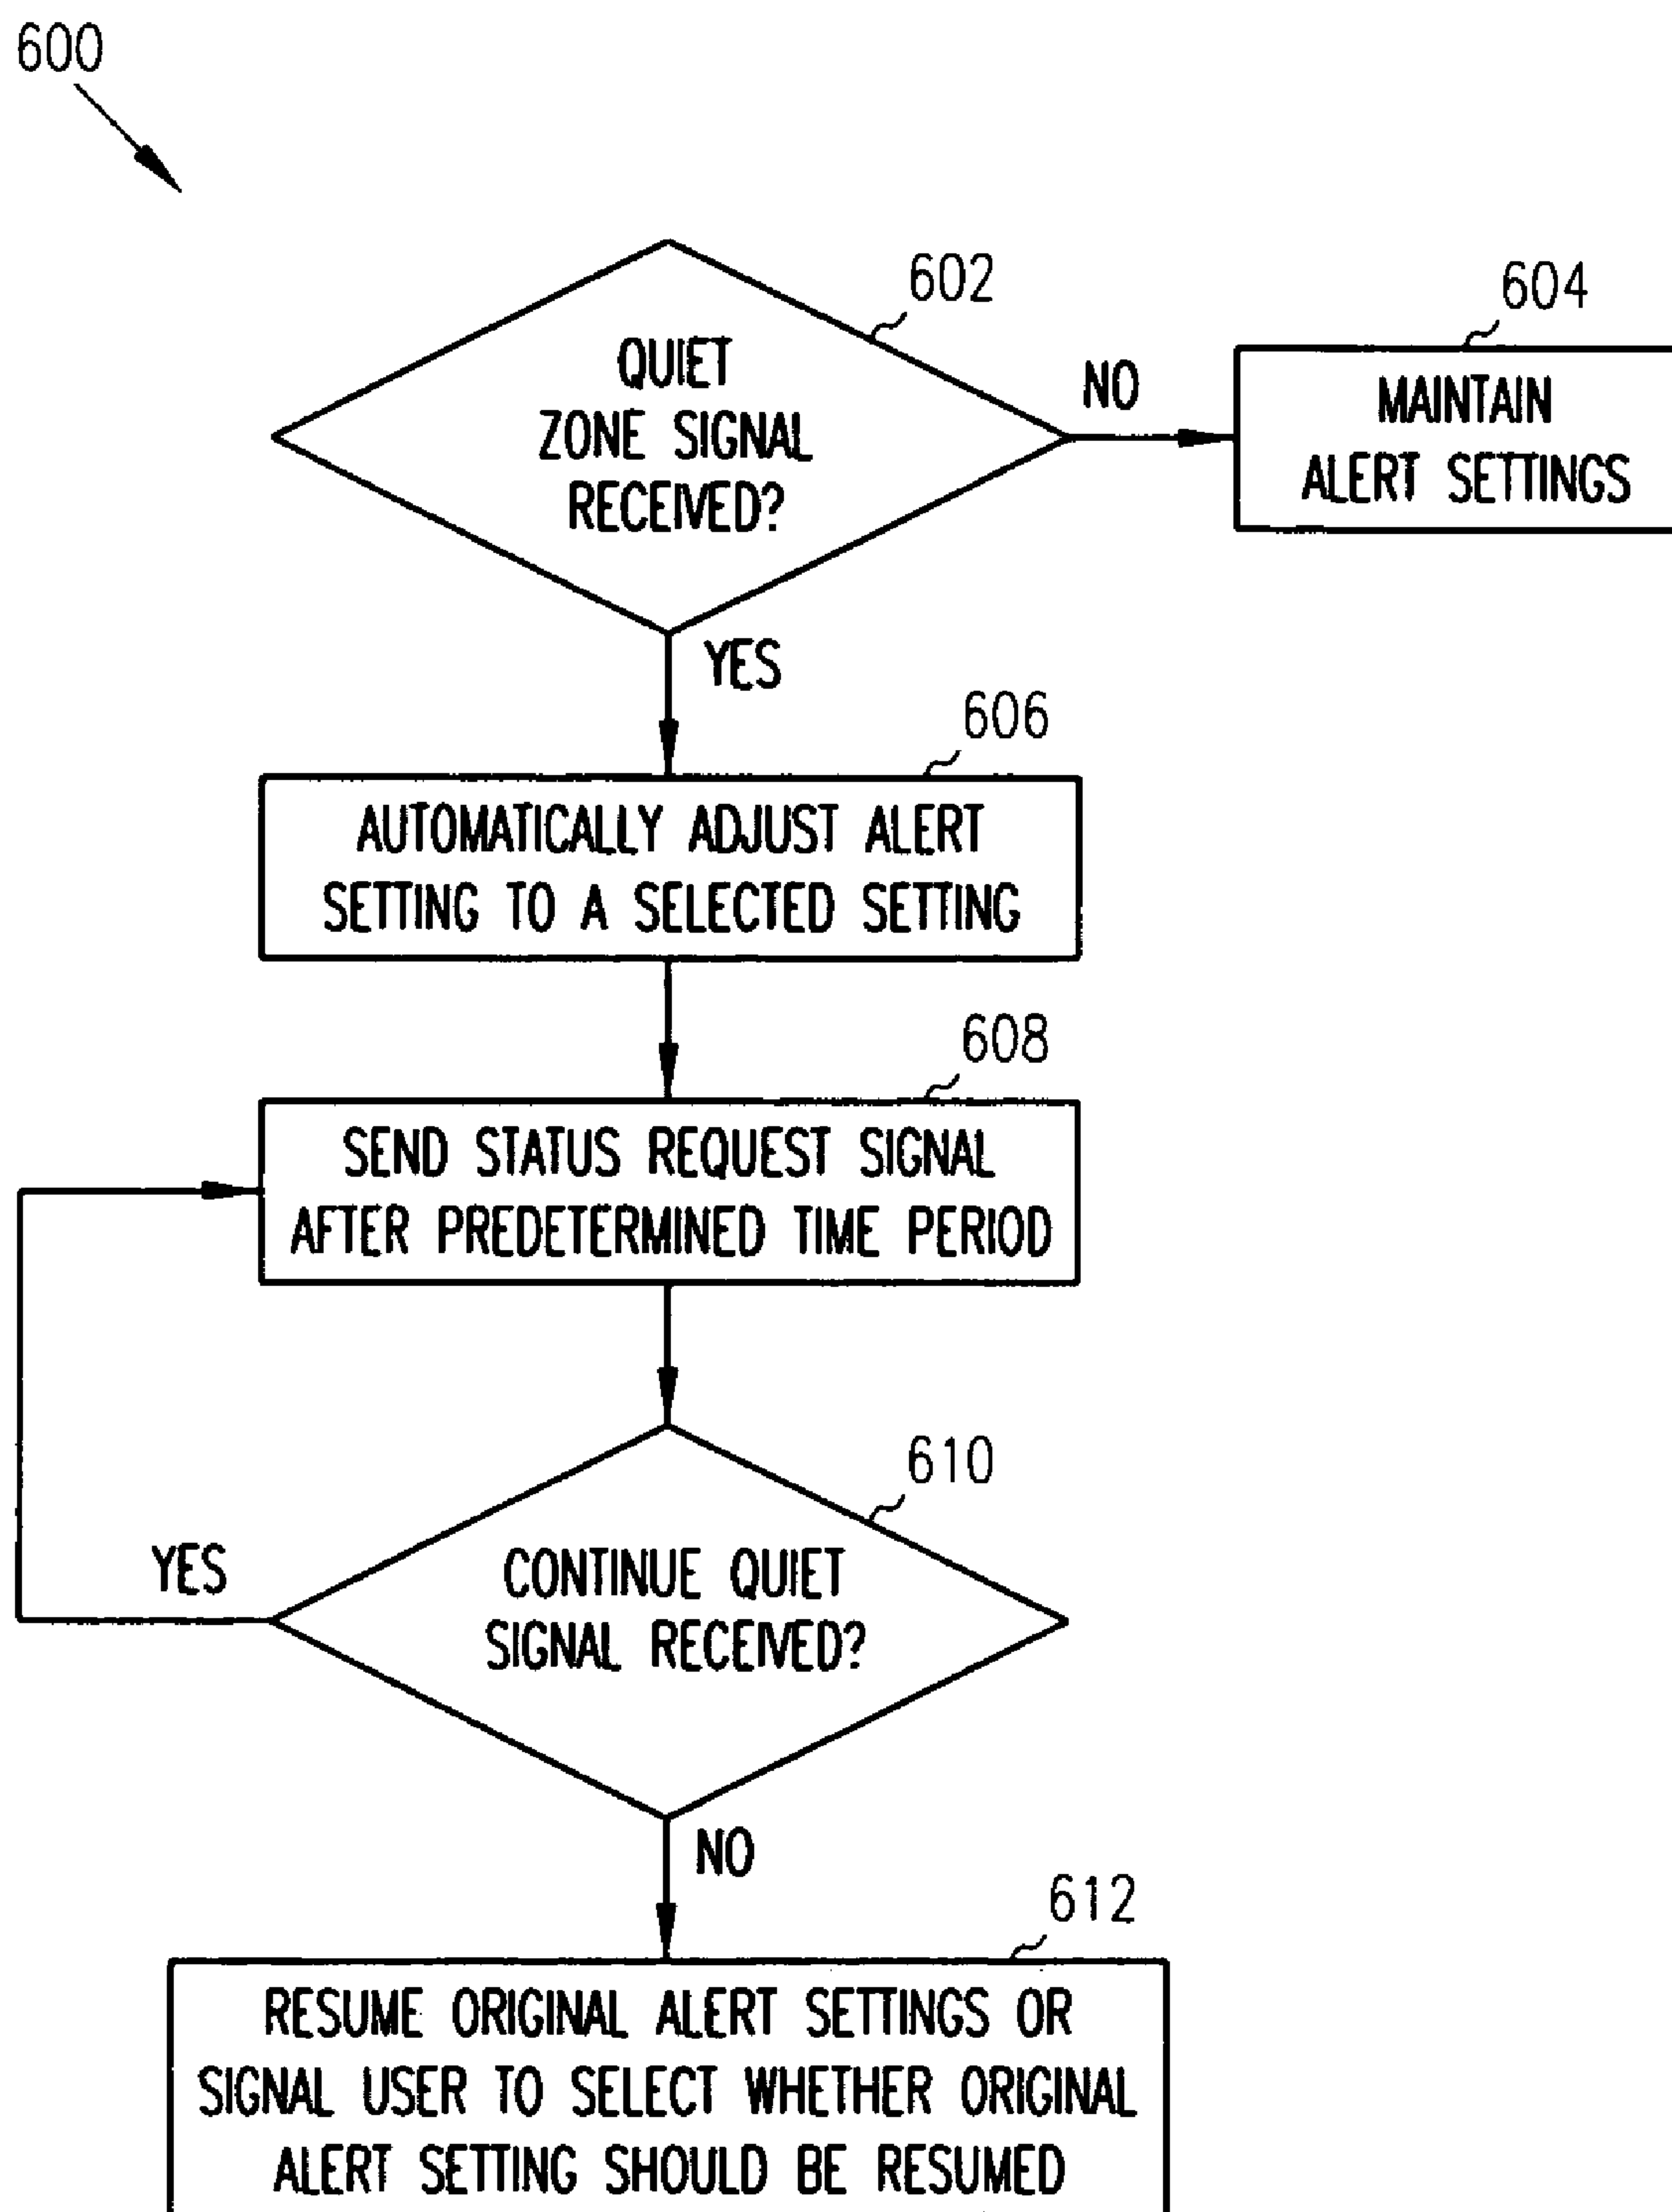 600
602
QUIET
ZONE SIGNAL
RECEIVED?
NO
604
MAINTAIN
ALERT SETTINGS
YES
606
AUTOMATICALLY ADJUST ALERT
SETTING TO A SELECTED SETTING
608
SEND STATUS REQUEST SIGNAL
AFTER PREDETERMINED TIME PERIOD
610
CONTINUE QUIET
SIGNAL RECEIVED?
YES
NO
612
RESUME ORIGINAL ALERT SETTINGS OR
SIGNAL USER TO SELECT WHETHER ORIGINAL
ALERT SETTING SHOULD BE RESUMED